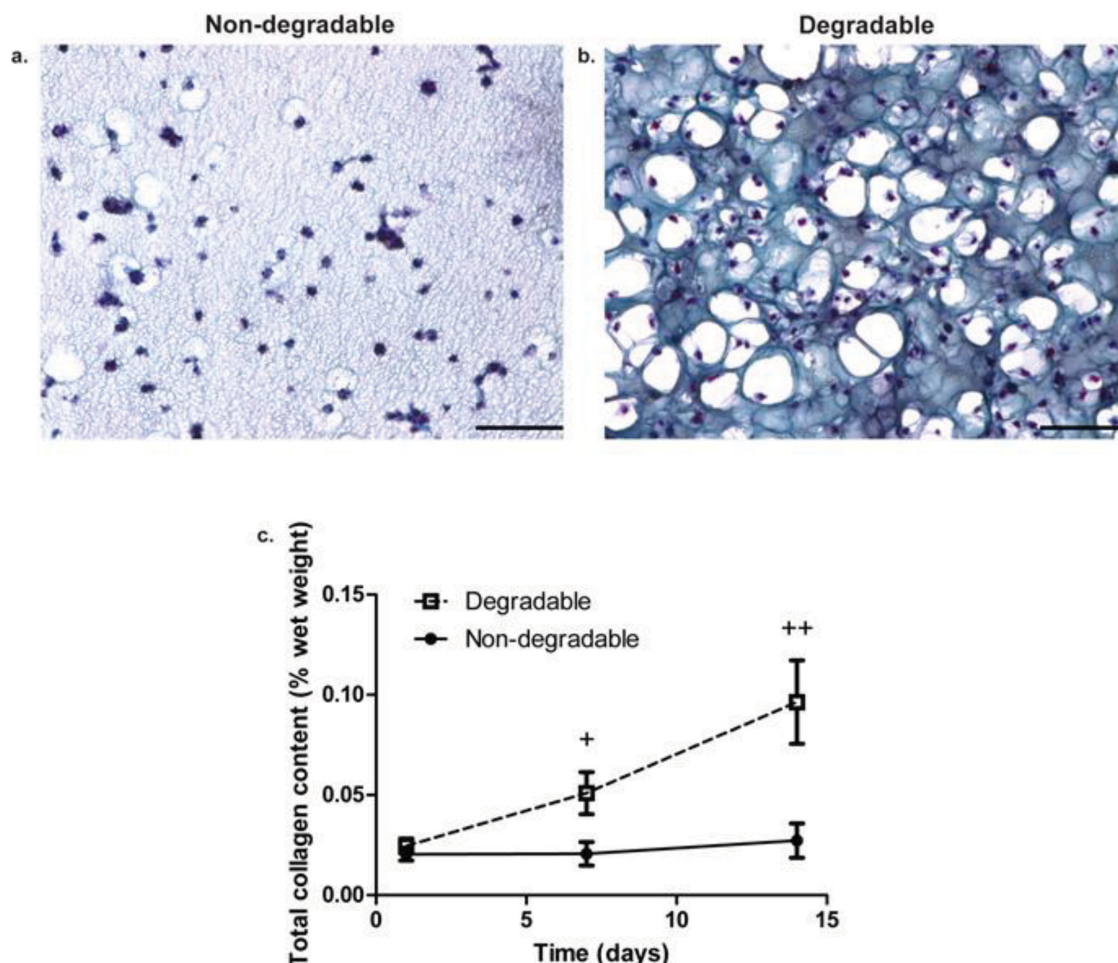 Non-degradable
Degradable
a.
b.
c.
Total collagen content (% wet weight)
0.15
0.10
0.05
0.00
Degradable
Non-degradable
+
++
0
5
10
15
Time (days)